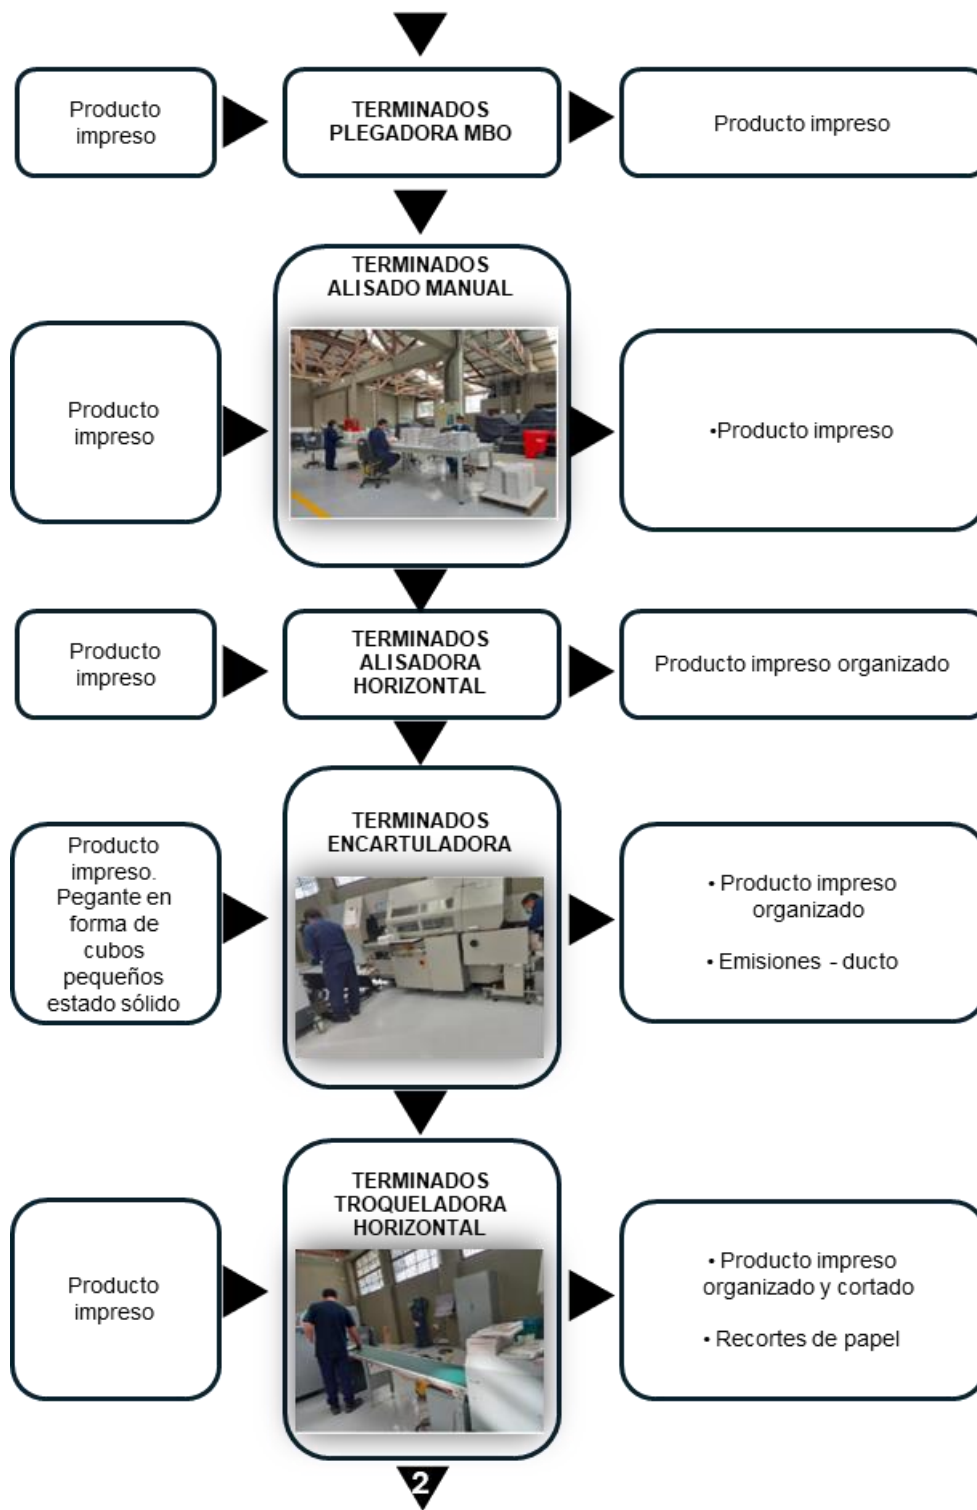 Producto
impreso
TERMINADOS
PLEGADORA MBO
Producto impreso
TERMINADOS
ALISADO MANUAL
Producto
impreso
•Producto impreso
Producto
impreso
TERMINADOS
ALISADORA
HORIZONTAL
Producto impreso organizado
Producto
impreso.
Pegante en
forma de
cubos
pequeños
estado sólido
TERMINADOS
ENCARTULADORA
• Producto impreso
organizado
• Emisiones - ducto
Producto
impreso
TERMINADOS
TROQUELADORA
HORIZONTAL
• Producto impreso
organizado y cortado
• Recortes de papel
2